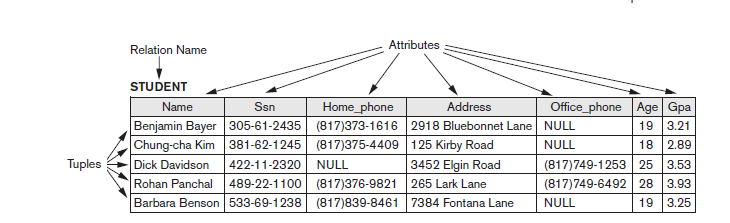 Relation Name
Attributes
STUDENT
Name Ssn Home_phone Address Office_phone Age Gpa
Benjamin Bayer 305-61-2435 (817)373-1616 2918 Bluebonnet Lane NULL 19 3.21
Chung-cha Kim 381-62-1245 (817)375-4409 125 Kirby Road NULL 18 2.89
Tuples
Dick Davidson 422-11-2320 NULL 3452 Elgin Road (817)749-1253 25 3.53
Rohan Panchal 489-22-1100 (817)376-9821 265 Lark Lane (817)749-6492 28 3.93
Barbara Benson 533-69-1238 (817)839-8461 7384 Fontana Lane NULL 19 3.25